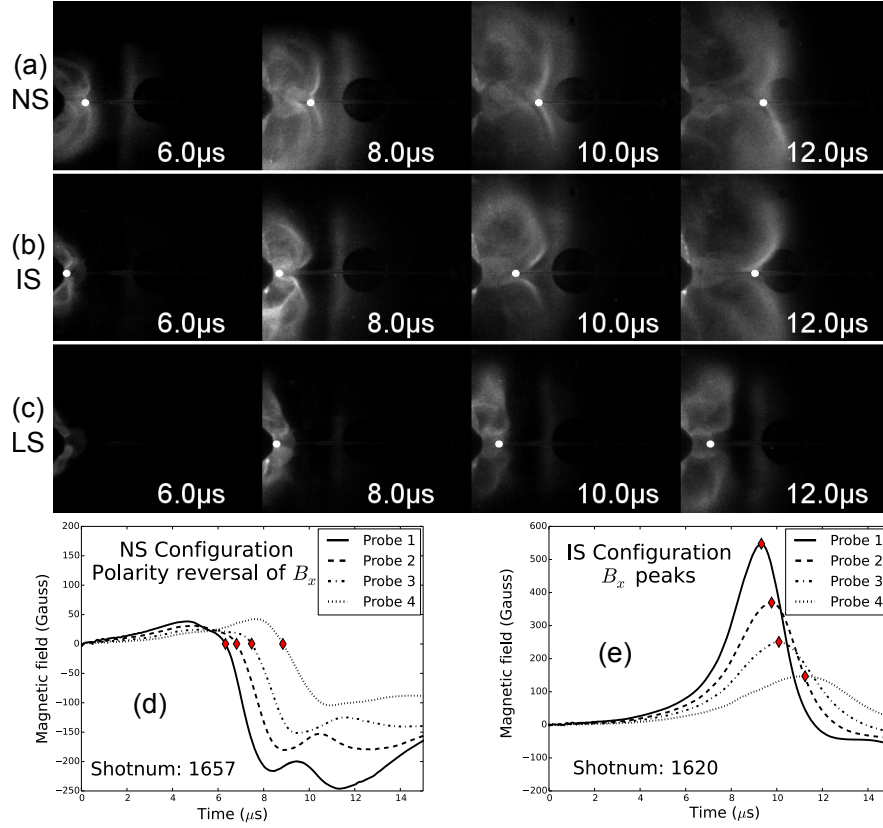 (a)
NS
6.0μs 8.0μs 10.0μs 12.0μs
(b)
IS
6.0μs 8.0μs 10.0μs 12.0μs
(c)
LS
6.0μs 8.0μs 10.0μs 12.0μs
200
150
100
50
0
−50
−100
−150
−200
−250
0 2 4 6 8 10 12 14
Magnetic field (Gauss)
Time (μs)
NS Configuration
Polarity reversal of Bx
Probe 1
Probe 2
Probe 3
Probe 4
(d)
Shotnum: 1657
600
500
400
300
200
100
0
−100
−200
0 2 4 6 8 10 12 14
Magnetic field (Gauss)
Time (μs)
IS Configuration
Bx peaks
Probe 1
Probe 2
Probe 3
Probe 4
(e)
Shotnum: 1620